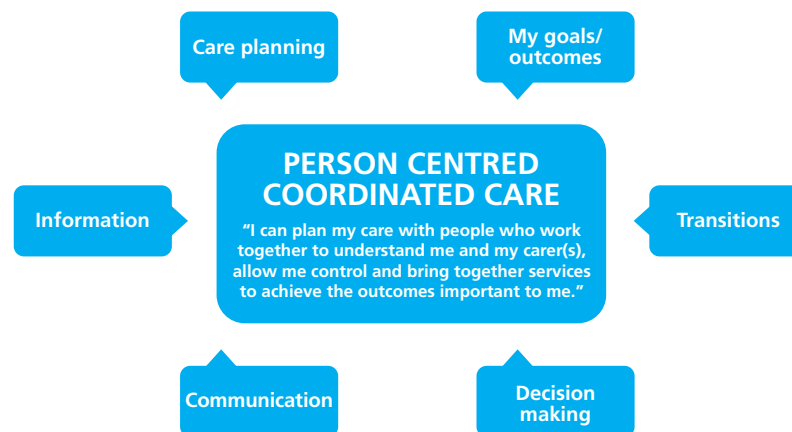 Care planning
My goals/
outcomes
PERSON CENTRED
COORDINATED CARE
"I can plan my care with people who work
together to understand me and my carer(s),
allow me control and bring together services
to achieve the outcomes important to me."
Information
Transitions
Communication
Decision
making